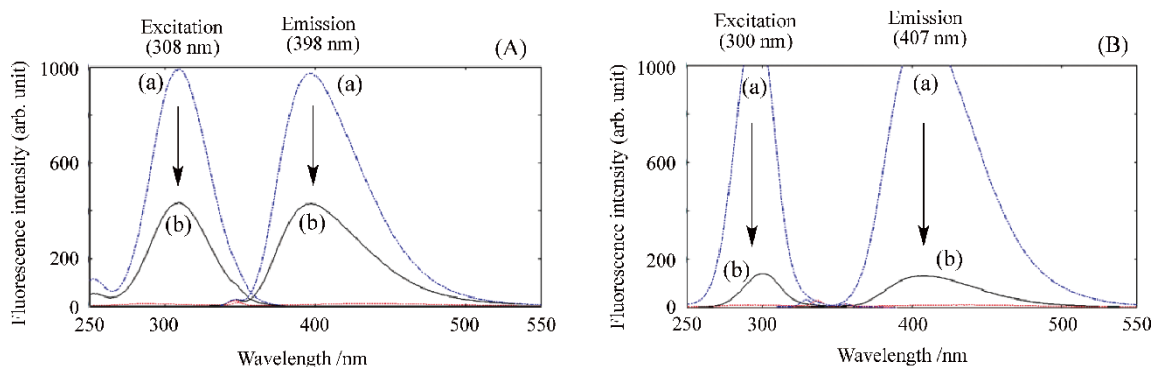 Excitation
(308 nm)
Emission
(398 nm)
(A)
Fluorescence intensity (arb. unit)
1000
600
400
200
0
(a)
(a)
(b)
(b)
250
300
400
500
550
Wavelength /nm
Excitation
(300 nm)
Emission
(407 nm)
(B)
Fluorescence intensity (arb. unit)
1000
600
400
200
0
(a)
(a)
(b)
(b)
250
300
400
500
550
Wavelength /nm